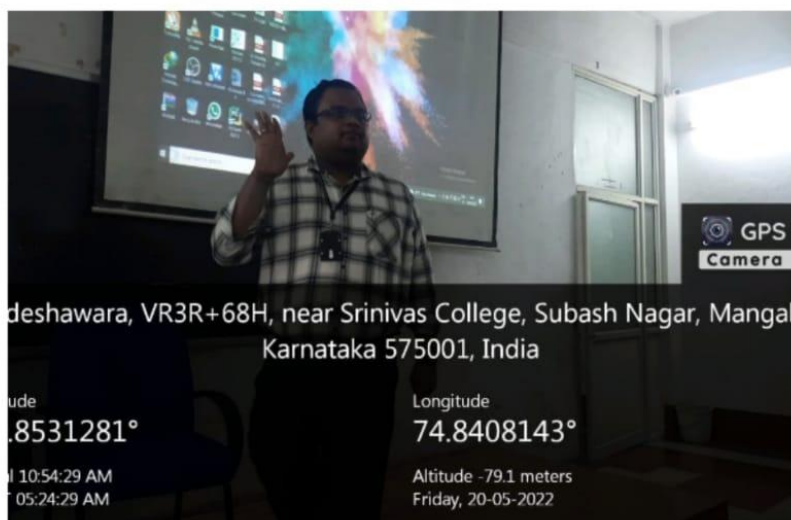 GPS
Camera
deshawara, VR3R+68H, near Srinivas College, Subash Nagar, Mangal
Karnataka 575001, India
ude
.8531281°
Longitude
74.8408143°
l 10:54:29 AM
T 05:24:29 AM
Altitude -79.1 meters
Friday, 20-05-2022